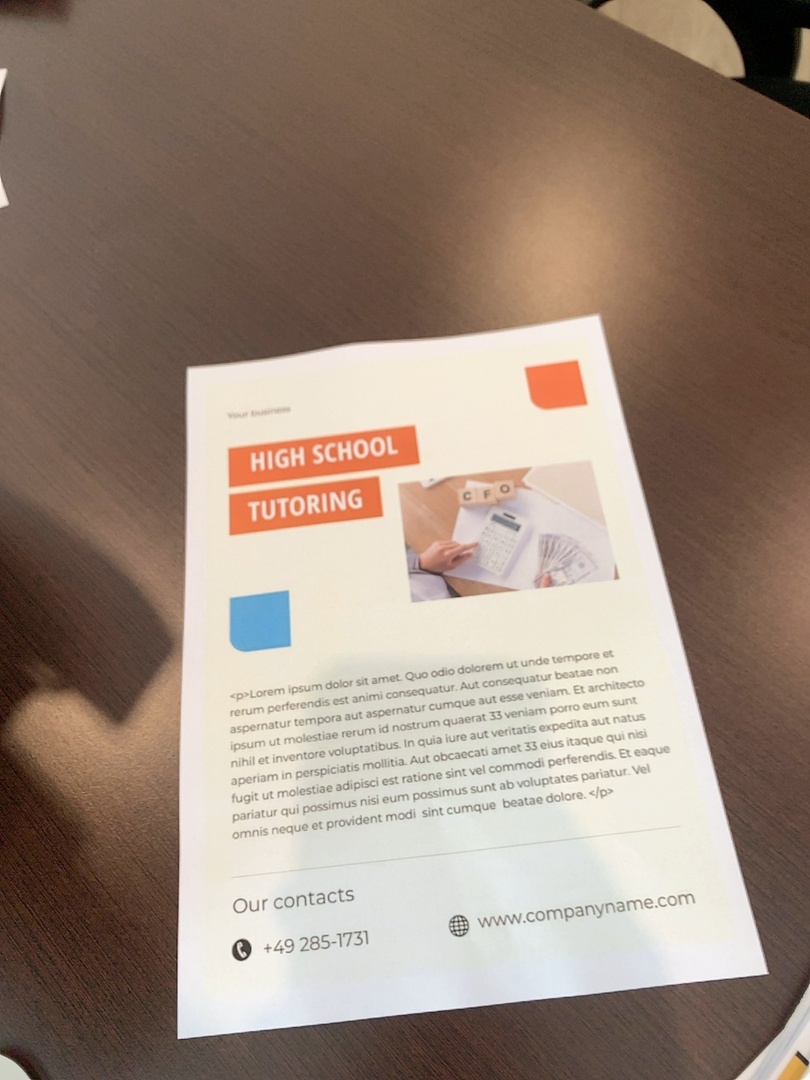 Your business
HIGH SCHOOL
TUTORING
C F O
<p>Lorem ipsum dolor sit amet. Quo odio dolorem ut unde tempore et
rerum perferendis est animi consequatur. Aut consequatur beatae non
aspernatur tempora aut aspernatur cumque aut esse veniam. Et architecto
ipsum ut molestiae rerum id nostrum quaerat 33 veniam porro eum sunt
nihil et inventore voluptatibus. In quia iure aut veritatis expedita aut natus
aperiam in perspiciatis mollitia. Aut obcaecati amet 33 eius itaque qui nisi
fugit ut molestiae adipisci est ratione sint vel commodi perferendis. Et eaque
pariatur qui possimus nisi eum possimus sunt ab voluptates pariatur. Vel
omnis neque et provident modi sint cumque beatae dolore. </p>
Our contacts
+49 285-1731
www.companyname.com